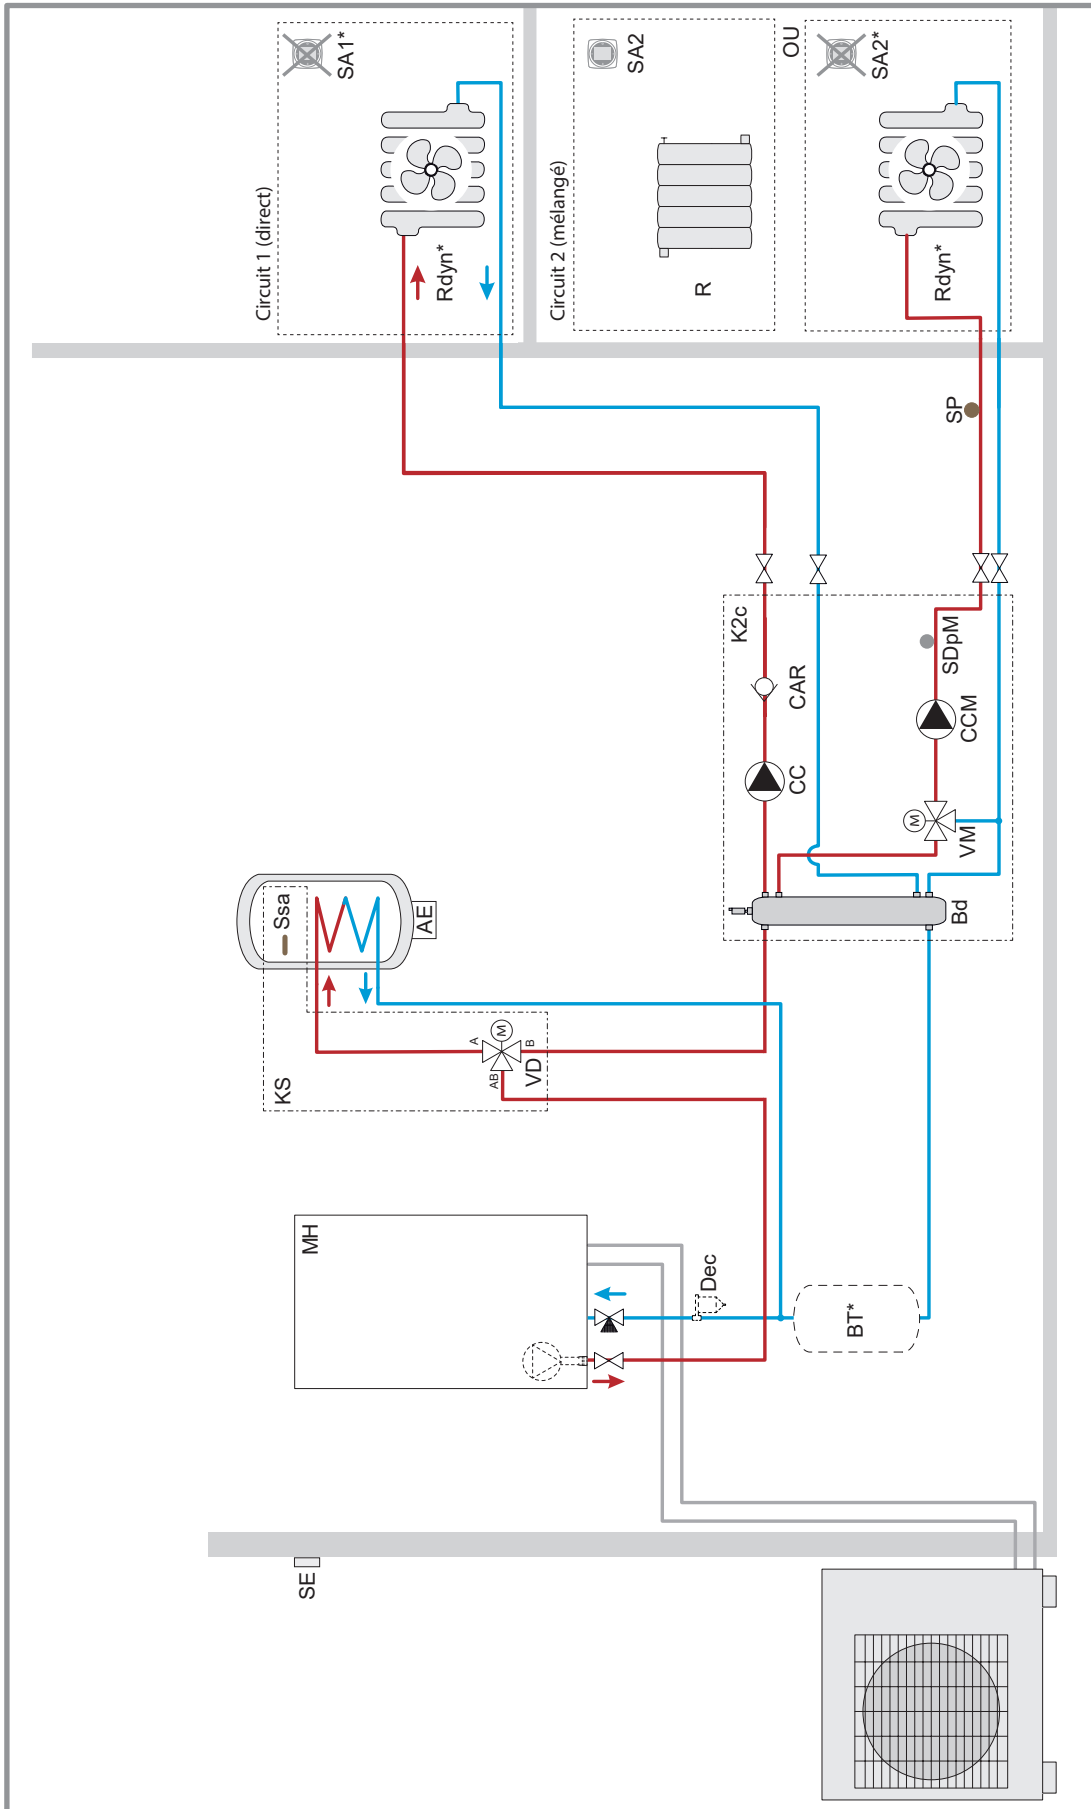 SE
MH
Dec
BT*
KS
Ssa
AE
A
M
B
AB
VD
K2c
CAR
CC
SDpM
CCM
M
VM
Bd
SP
Circuit 1 (direct)
SA1*
Rdyn*
Circuit 2 (mélangé)
SA2
R
OU
SA2*
Rdyn*